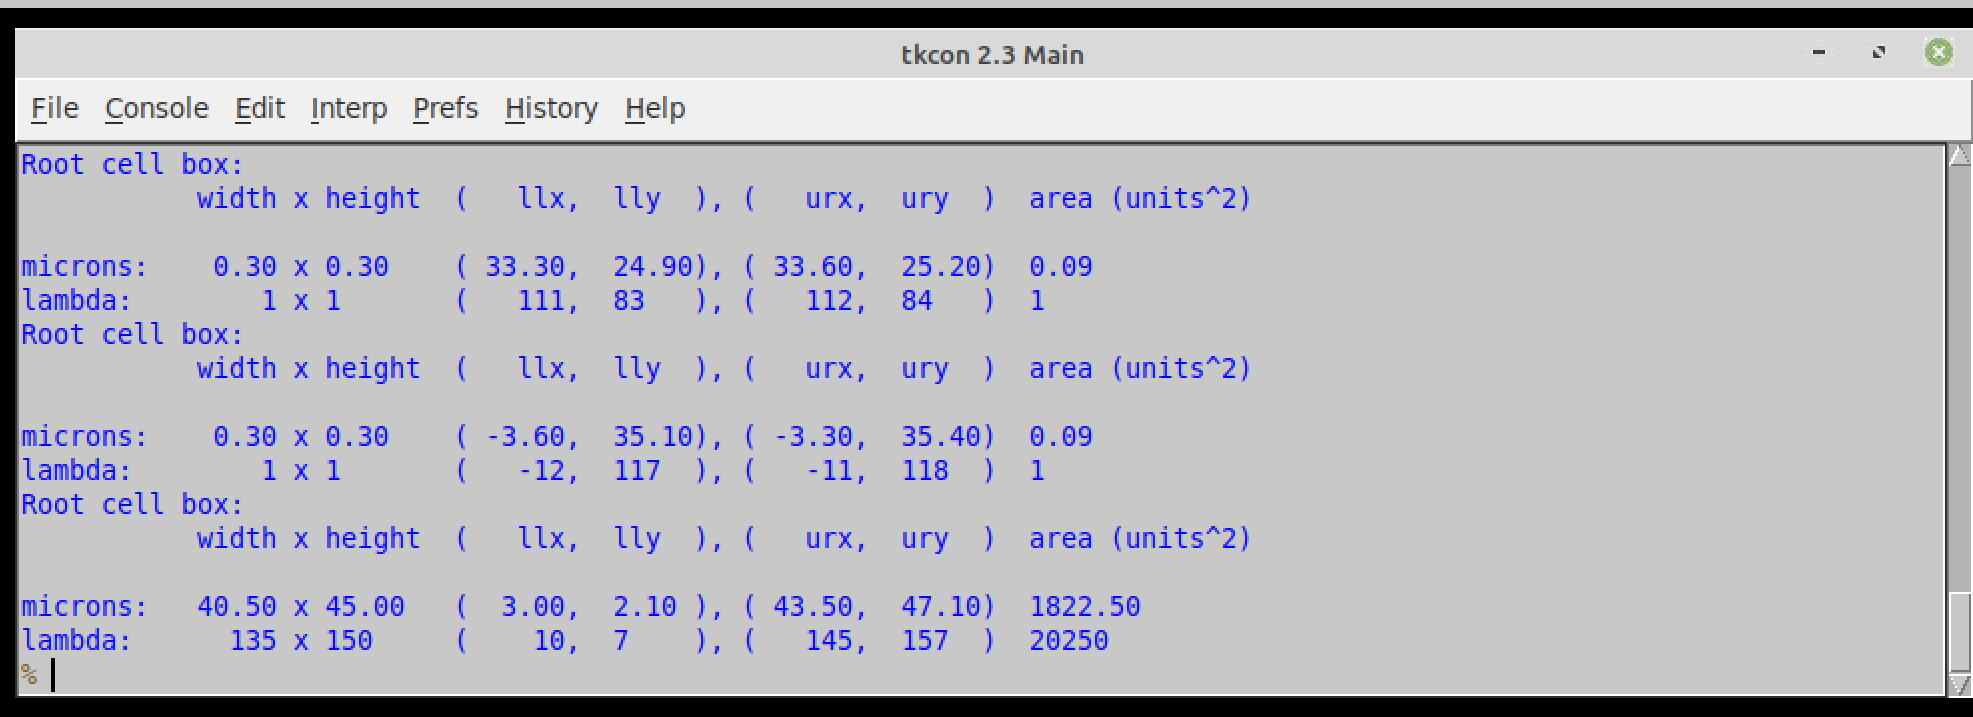 tkcon 2.3 Main
File Console Edit Interp Prefs History Help
Root cell box:
width x height ( llx, lly ), ( urx, ury ) area (units^2)
microns: 0.30 x 0.30 ( 33.30, 24.90), ( 33.60, 25.20) 0.09
lambda: 1 x 1 ( 111, 83 ), ( 112, 84 ) 1
Root cell box:
width x height ( llx, lly ), ( urx, ury ) area (units^2)
microns: 0.30 x 0.30 ( -3.60, 35.10), ( -3.30, 35.40) 0.09
lambda: 1 x 1 ( -12, 117 ), ( -11, 118 ) 1
Root cell box:
width x height ( llx, lly ), ( urx, ury ) area (units^2)
microns: 40.50 x 45.00 ( 3.00, 2.10 ), ( 43.50, 47.10) 1822.50
lambda: 135 x 150 ( 10, 7 ), ( 145, 157 ) 20250
%